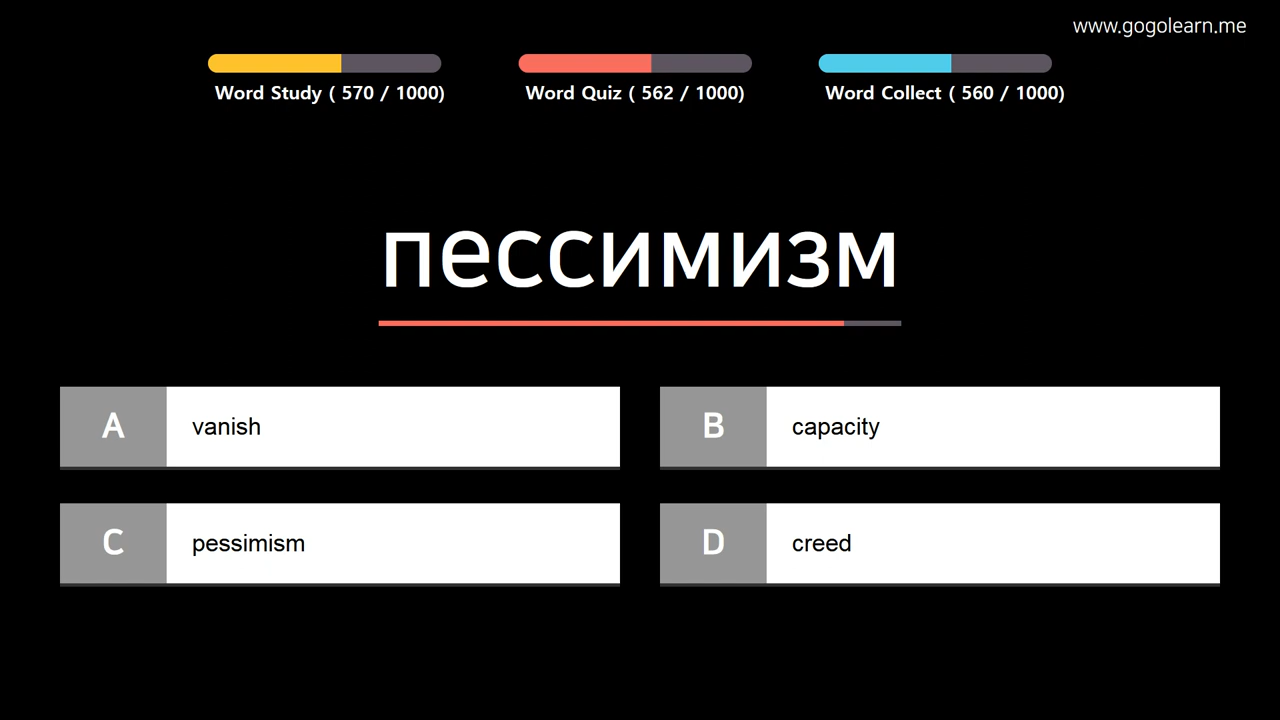 www.gogolearn.me
Word Study ( 570 / 1000)
Word Quiz ( 562 / 1000)
Word Collect ( 560 / 1000)
пессимизм
A vanish
B capacity
C pessimism
D creed